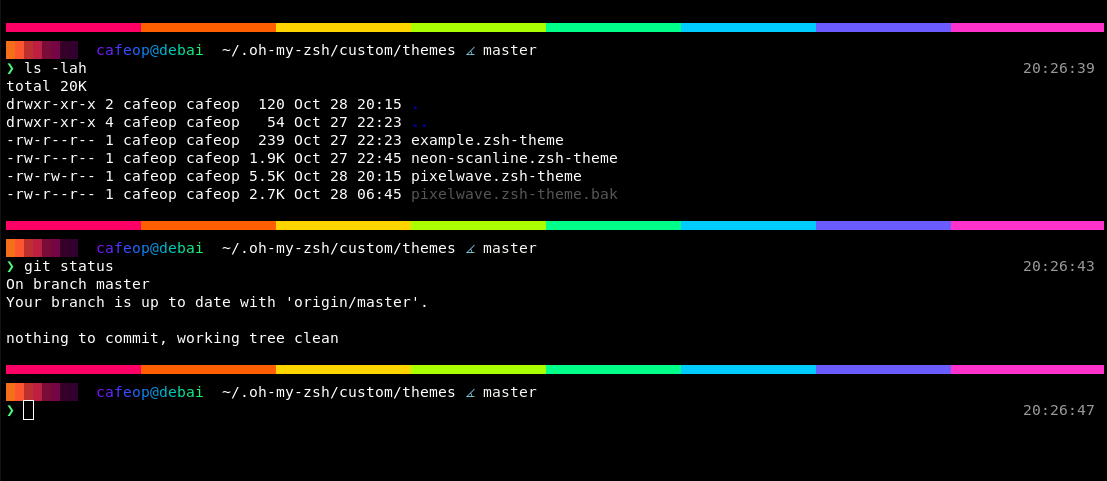 cafeop@debai ~/.oh-my-zsh/custom/themes ⦟ master
❯ ls -lah 20:26:39
total 20K
drwxr-xr-x 2 cafeop cafeop  120 Oct 28 20:15 .
drwxr-xr-x 4 cafeop cafeop   54 Oct 27 22:23 ..
-rw-r--r-- 1 cafeop cafeop  239 Oct 27 22:23 example.zsh-theme
-rw-r--r-- 1 cafeop cafeop 1.9K Oct 27 22:45 neon-scanline.zsh-theme
-rw-rw-r-- 1 cafeop cafeop 5.5K Oct 28 20:15 pixelwave.zsh-theme
-rw-r--r-- 1 cafeop cafeop 2.7K Oct 28 06:45 pixelwave.zsh-theme.bak
cafeop@debai ~/.oh-my-zsh/custom/themes ⦟ master
❯ git status 20:26:43
On branch master
Your branch is up to date with 'origin/master'.
nothing to commit, working tree clean
cafeop@debai ~/.oh-my-zsh/custom/themes ⦟ master
❯ 20:26:47